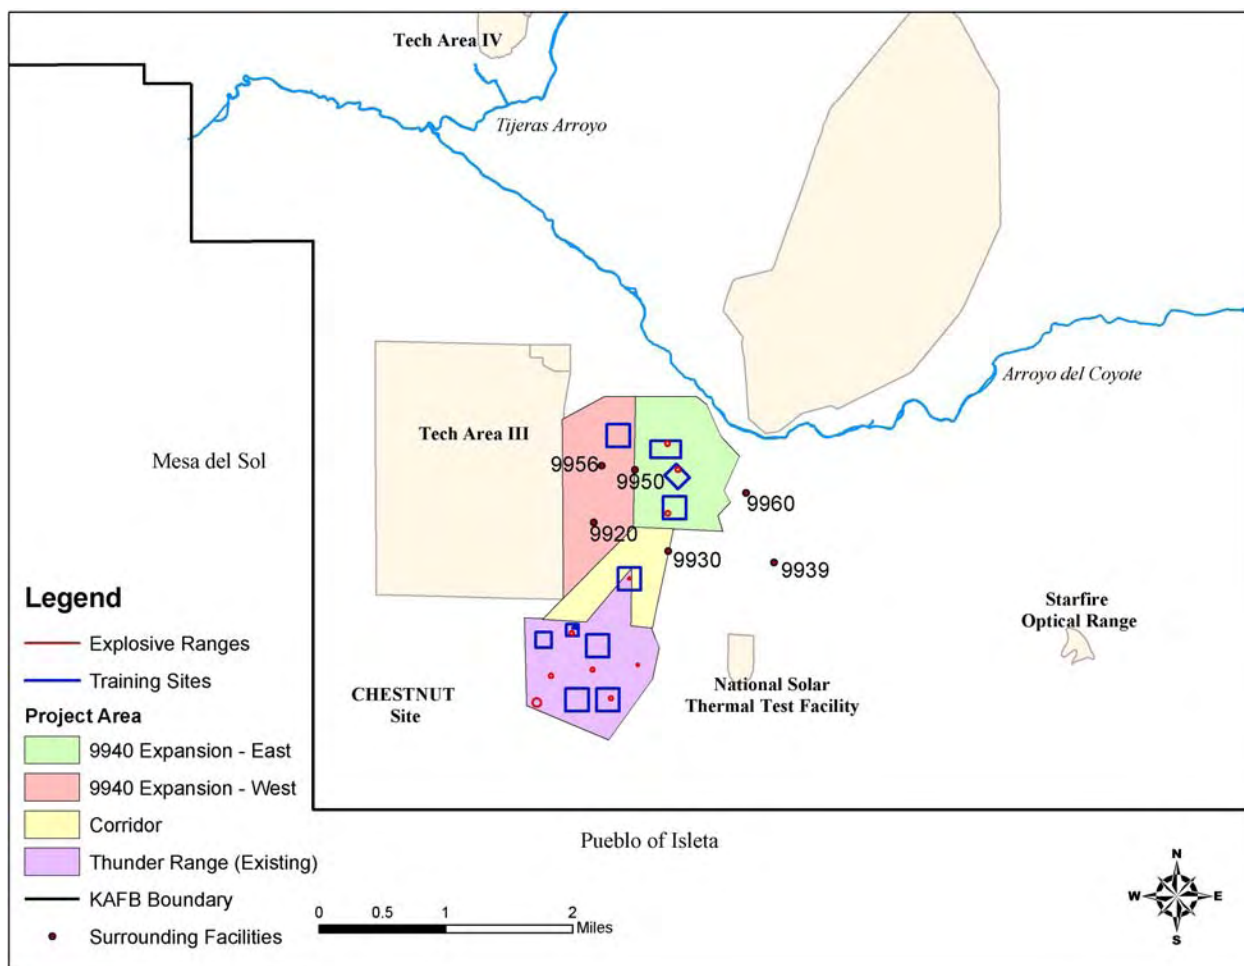 Tech Area IV
Tijeras Arroyo
Arroyo del Coyote
Tech Area III
Mesa del Sol
9956
9950
9960
9920
9930
9939
Starfire
Optical Range
National Solar
Thermal Test Facility
CHESTNUT
Site
Pueblo of Isleta
Legend
Explosive Ranges
Training Sites
Project Area
9940 Expansion - East
9940 Expansion - West
Corridor
Thunder Range (Existing)
KAFB Boundary
Surrounding Facilities
0 0.5 1 2
Miles
N
W E
S